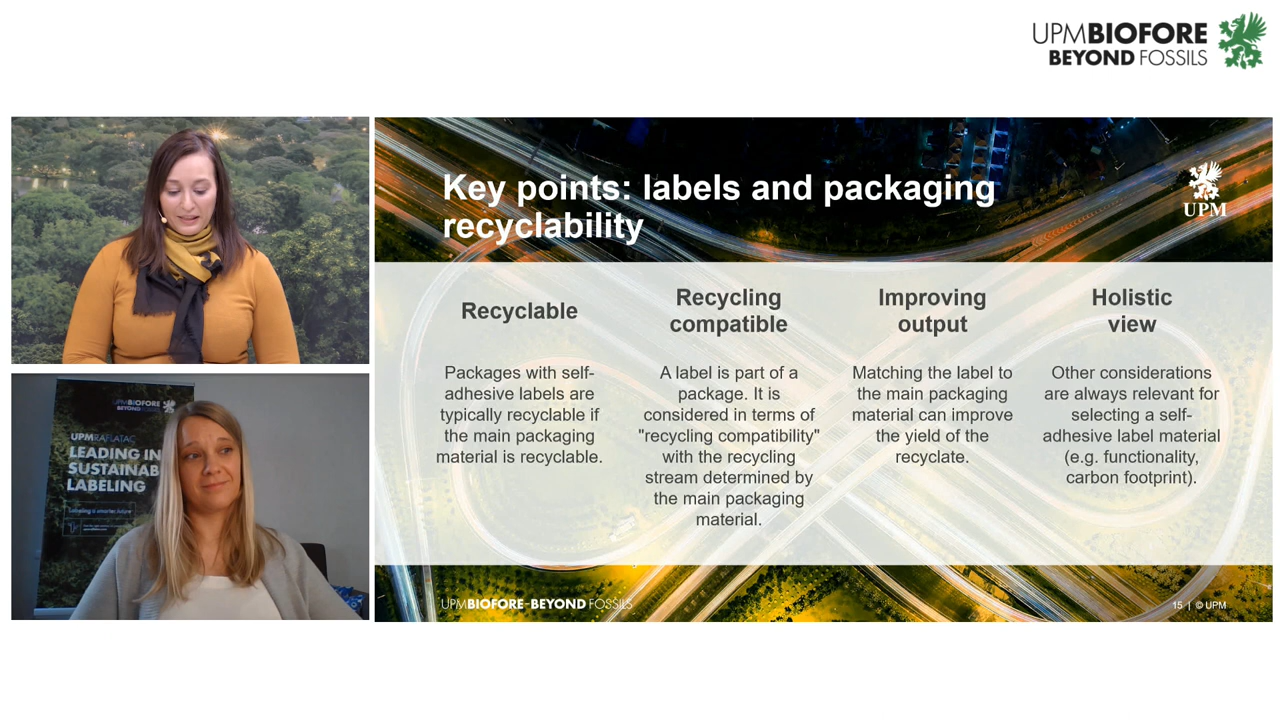 UPMBIOFORE
BEYOND FOSSILS
UPMBIOFORE
BEYOND FOSSILS
UPMRAFLATAC
LEADING IN
SUSTAINAB
LABELING
Labeling a smarter future
Key points: labels and packaging
recyclability
UPM
Recyclable
Packages with self-
adhesive labels are
typically recyclable if
the main packaging
material is recyclable.
Recycling
compatible
A label is part of a
package. It is
considered in terms of
"recycling compatibility"
with the recycling
stream determined by
the main packaging
material.
Improving
output
Matching the label to
the main packaging
material can improve
the yield of the
recyclate.
Holistic
view
Other considerations
are always relevant for
selecting a self-
adhesive label material
(e.g. functionality,
carbon footprint).
UPMBIOFORE-BEYOND FOSSILS
15 | © UPM